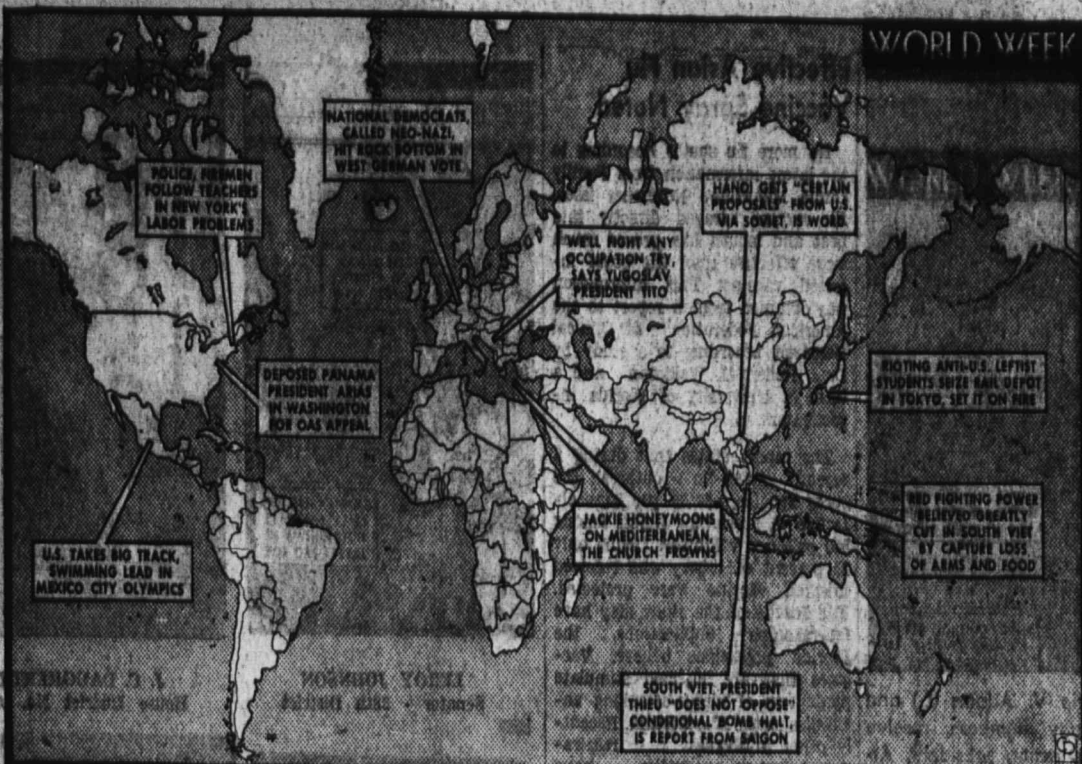 WORLD WEEK
NATIONAL DEMOCRATS,
CALLED NEO-NAZI,
HIT ROCK BOTTOM IN
WEST GERMAN VOTE
POLICE, FIREMEN
FOLLOW TEACHERS
IN NEW YORK'S
LABOR PROBLEMS
HANOI GETS "CERTAIN
PROPOSALS" FROM U.S.
VIA SOVIET, IS WORD.
WE'LL FIGHT ANY
OCCUPATION TRY,
SAYS YUGOSLAV
PRESIDENT TITO
DEPOSED PANAMA
PRESIDENT ARIAS
IN WASHINGTON
FOR OAS APPEAL
RIOTING ANTI-U.S. LEFTIST
STUDENTS SEIZE RAIL DEPOT
IN TOKYO, SET IT ON FIRE
U.S. TAKES BIG TRACK,
SWIMMING LEAD IN
MEXICO CITY OLYMPICS
JACKIE HONEYMOONS
ON MEDITERRANEAN,
THE CHURCH FROWNS
RED FIGHTING POWER
BELIEVED GREATLY
CUT IN SOUTH VIET
BY CAPTURE LOSS
OF ARMS AND FOOD
SOUTH VIET PRESIDENT
THIEU "DOES NOT OPPOSE"
CONDITIONAL BOMB HALT,
IS REPORT FROM SAIGON